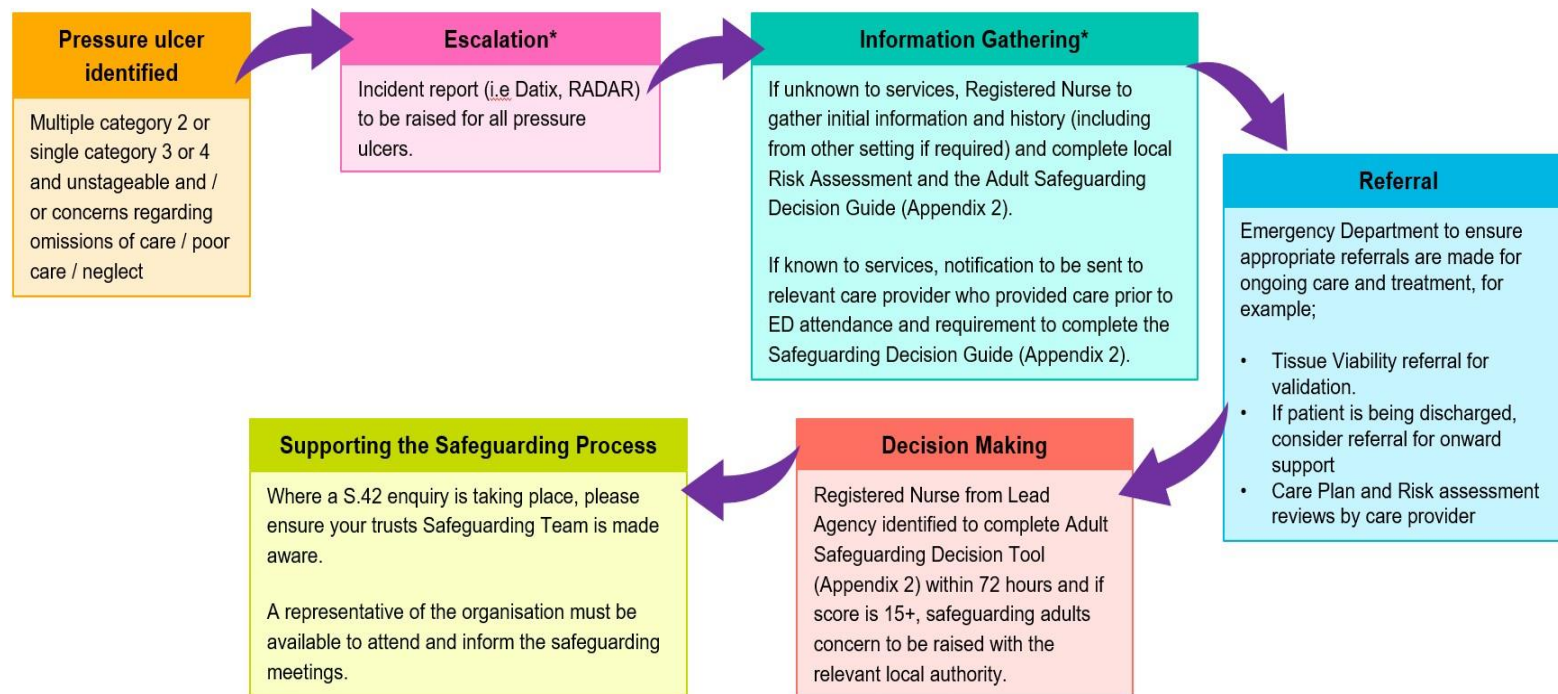 Pressure ulcer
identified
Multiple category 2 or
single category 3 or 4
and unstageable and /
or concerns regarding
omissions of care / poor
care / neglect
Escalation*
Incident report (i.e Datix, RADAR)
to be raised for all pressure
ulcers.
Information Gathering*
If unknown to services, Registered Nurse to
gather initial information and history (including
from other setting if required) and complete local
Risk Assessment and the Adult Safeguarding
Decision Guide (Appendix 2).
If known to services, notification to be sent to
relevant care provider who provided care prior to
ED attendance and requirement to complete the
Safeguarding Decision Guide (Appendix 2).
Referral
Emergency Department to ensure
appropriate referrals are made for
ongoing care and treatment, for
example;
• Tissue Viability referral for
validation.
• If patient is being discharged,
consider referral for onward
support
• Care Plan and Risk assessment
reviews by care provider
Decision Making
Registered Nurse from Lead
Agency identified to complete Adult
Safeguarding Decision Tool
(Appendix 2) within 72 hours and if
score is 15+, safeguarding adults
concern to be raised with the
relevant local authority.
Supporting the Safeguarding Process
Where a S.42 enquiry is taking place, please
ensure your trusts Safeguarding Team is made
aware.
A representative of the organisation must be
available to attend and inform the safeguarding
meetings.